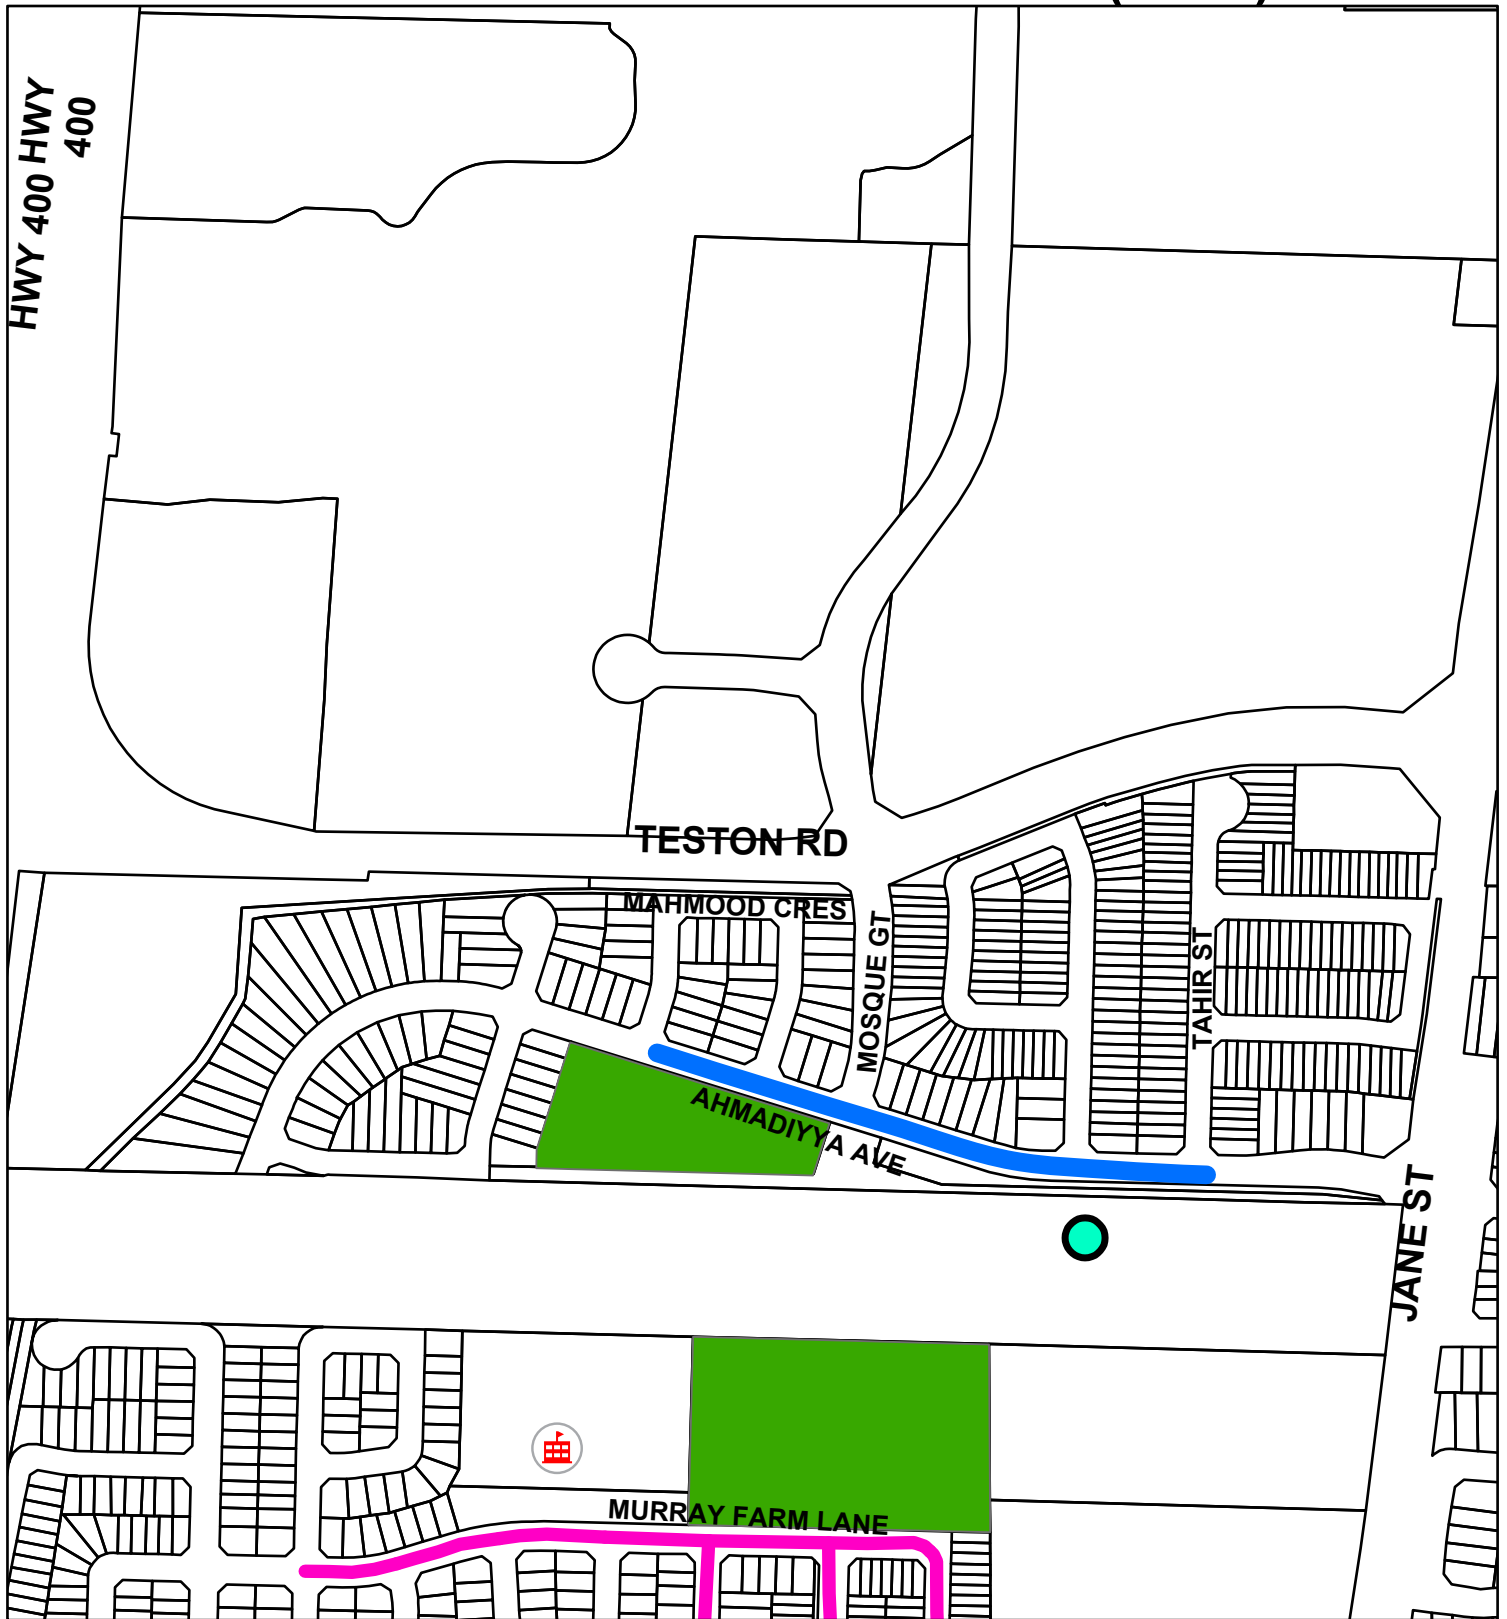 HWY 400 HWY
400
TESTON RD
MAHMOOD CRES
MOSQUE GT
TAHIR ST
AHMADIYYA AVE
JANE ST
MURRAY FARM LANE